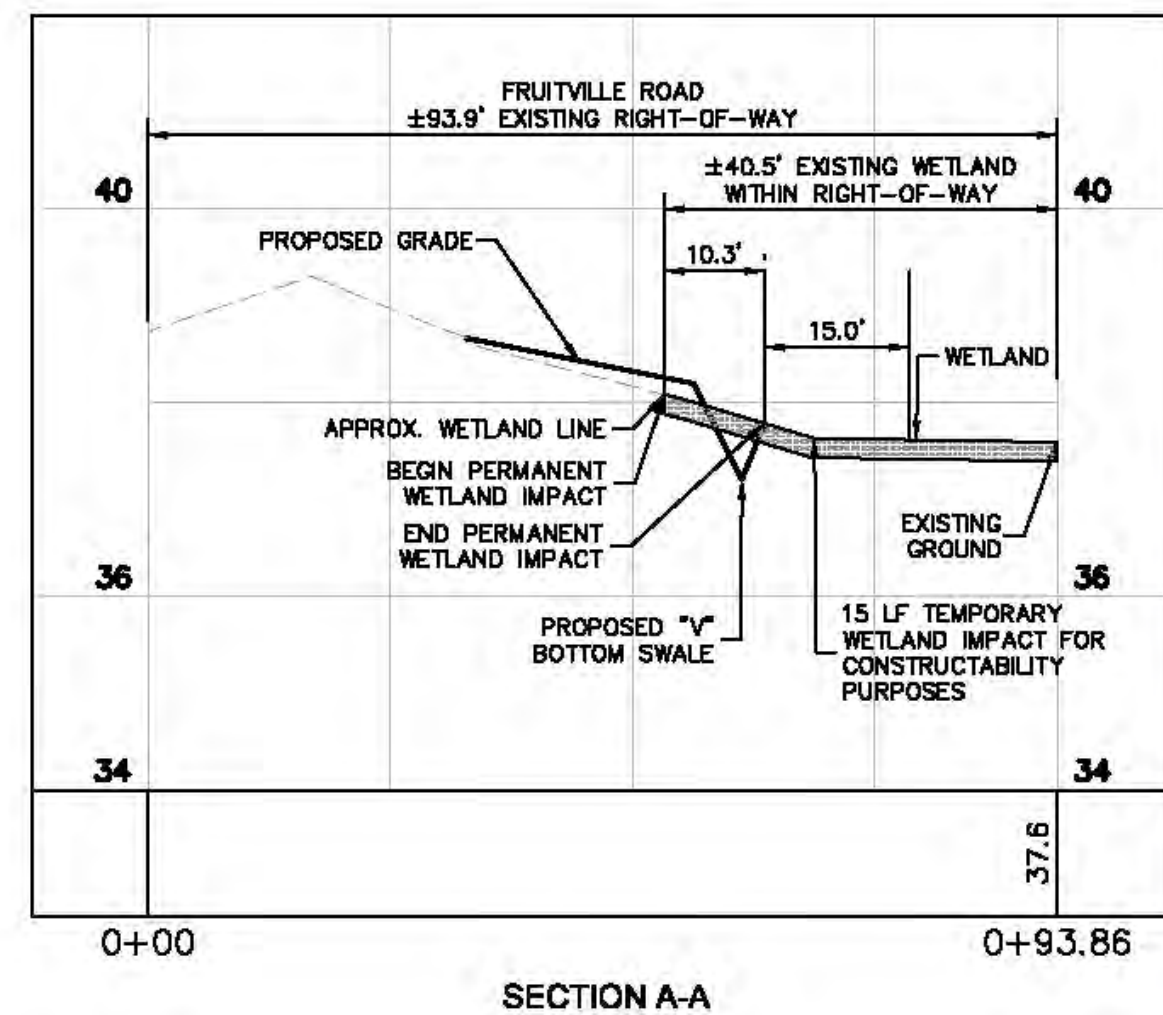 FRUITVILLE ROAD
±93.9' EXISTING RIGHT-OF-WAY
±40.5' EXISTING WETLAND
WITHIN RIGHT-OF-WAY
40
40
PROPOSED GRADE
10.3'
15.0'
WETLAND
APPROX. WETLAND LINE
BEGIN PERMANENT
WETLAND IMPACT
END PERMANENT
WETLAND IMPACT
EXISTING
GROUND
36
36
PROPOSED "V"
BOTTOM SWALE
15 LF TEMPORARY
WETLAND IMPACT FOR
CONSTRUCTABILITY
PURPOSES
34
34
37.6
0+00
0+93.86
SECTION A-A